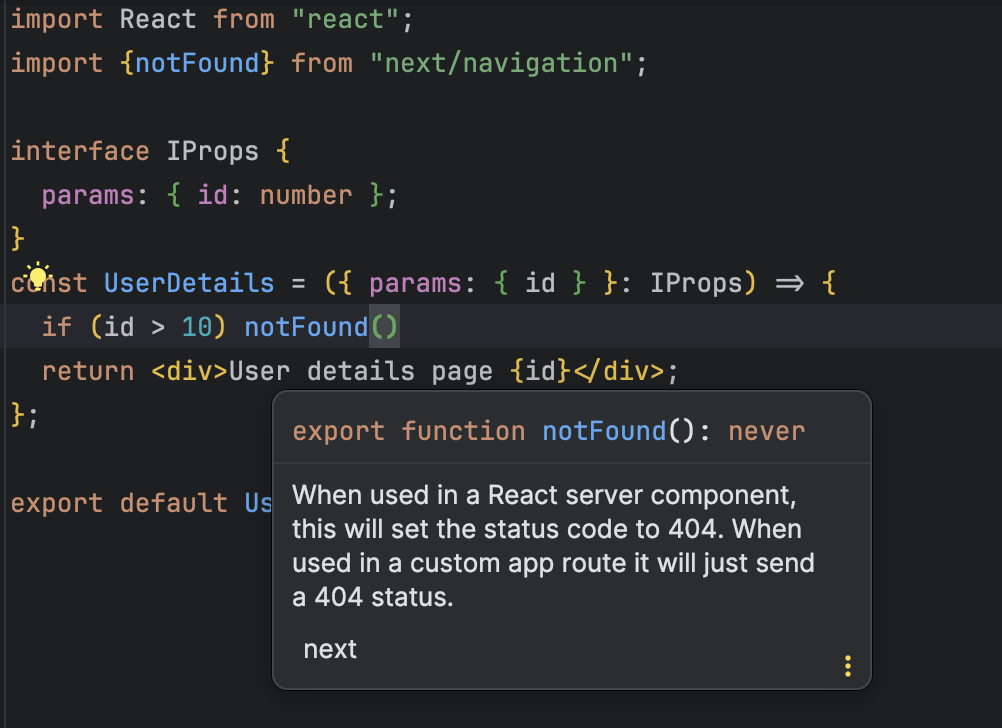 import React from "react";
import {notFound} from "next/navigation";
interface IProps {
params: { id: number };
}
const UserDetails = ({ params: { id } }: IProps) => {
if (id > 10) notFound()
return <div>User details page {id}</div>;
};
export default Us
export function notFound(): never
When used in a React server component,
this will set the status code to 404. When
used in a custom app route it will just send
a 404 status.
next